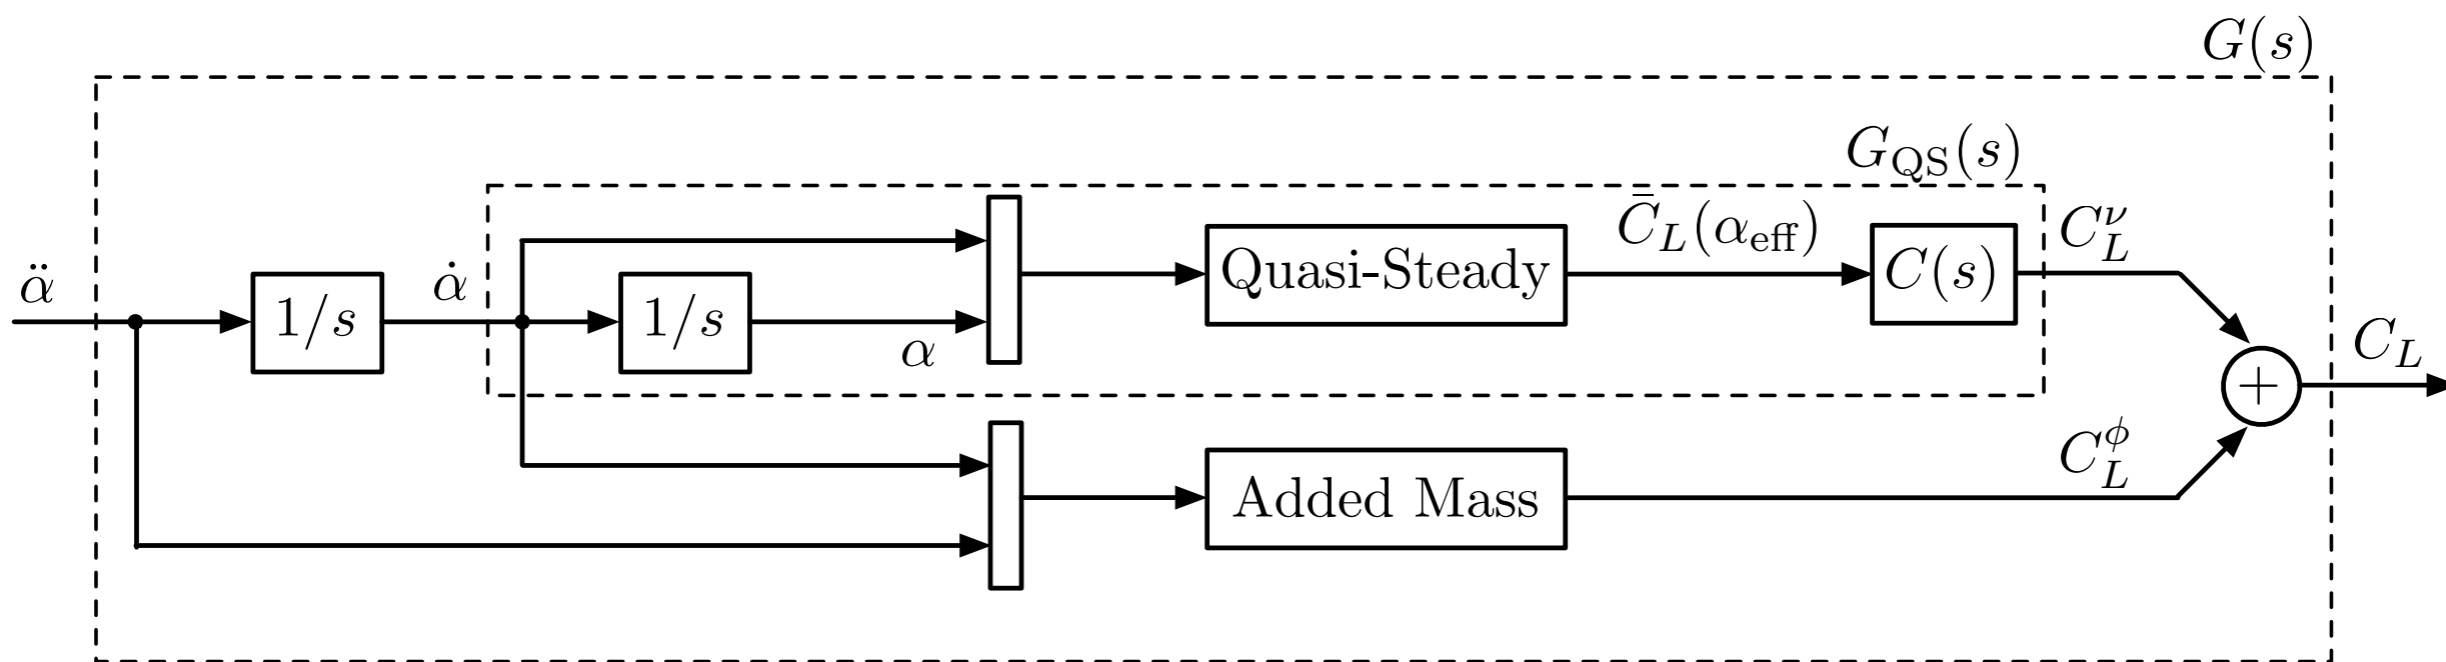 G(s)
G_QS(s)
C̄_L(α_eff)
C_L^ν
α̈
1/s
α̇
1/s
α
Quasi-Steady
C(s)
+
C_L
C_L^ϕ
Added Mass